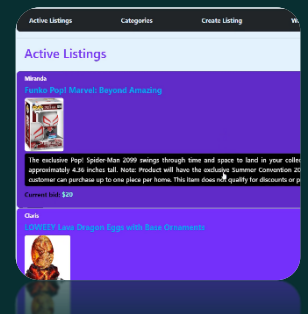 Active Listings Categories Create Listing W
Active Listings
Miranda
Funko Pop! Marvel: Beyond Amazing
The exclusive Pop! Spider-Man 2099 swings through time and space to land in your collec
approximately 4.36 inches tall. Note: Product will have the exclusive Summer Convention 20
customer can purchase up to one piece per home. This item does not qualify for discounts or p
Current bid: $20
Claris
LOWEEY Lava Dragon Eggs with Base Ornaments